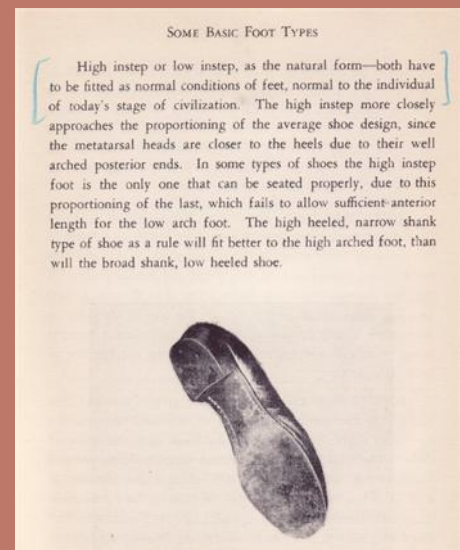 SOME BASIC FOOT TYPES
High instep or low instep, as the natural form—both have
to be fitted as normal conditions of feet, normal to the individual
of today's stage of civilization. The high instep more closely
approaches the proportioning of the average shoe design, since
the metatarsal heads are closer to the heels due to their well
arched posterior ends. In some types of shoes the high instep
foot is the only one that can be seated properly, due to this
proportioning of the last, which fails to allow sufficient anterior
length for the low arch foot. The high heeled, narrow shank
type of shoe as a rule will fit better to the high arched foot, than
will the broad shank, low heeled shoe.